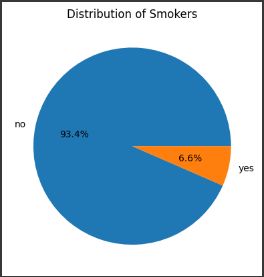 Distribution of Smokers
no
93.4%
6.6%
yes